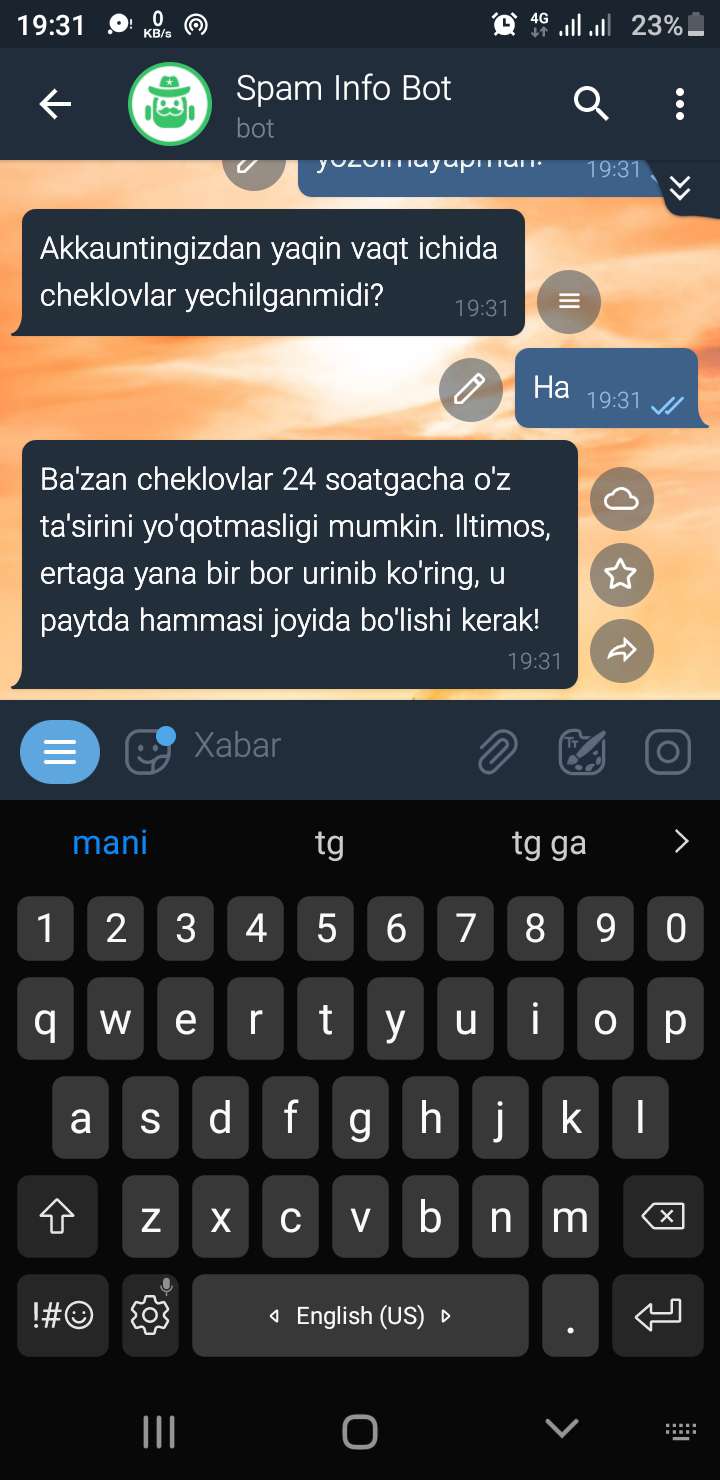 19:31
0
KB/s
4G
23%
Spam Info Bot
bot
19:31
Akkauntingizdan yaqin vaqt ichida
cheklovlar yechilganmidi?
19:31
Ha
19:31
Ba'zan cheklovlar 24 soatgacha o'z
ta'sirini yo'qotmasligi mumkin. Iltimos,
ertaga yana bir bor urinib ko'ring, u
paytda hammasi joyida bo'lishi kerak!
19:31
Xabar
mani tg tg ga
1 2 3 4 5 6 7 8 9 0
q w e r t y u i o p
a s d f g h j k l
z x c v b n m
!#☺ English (US) .